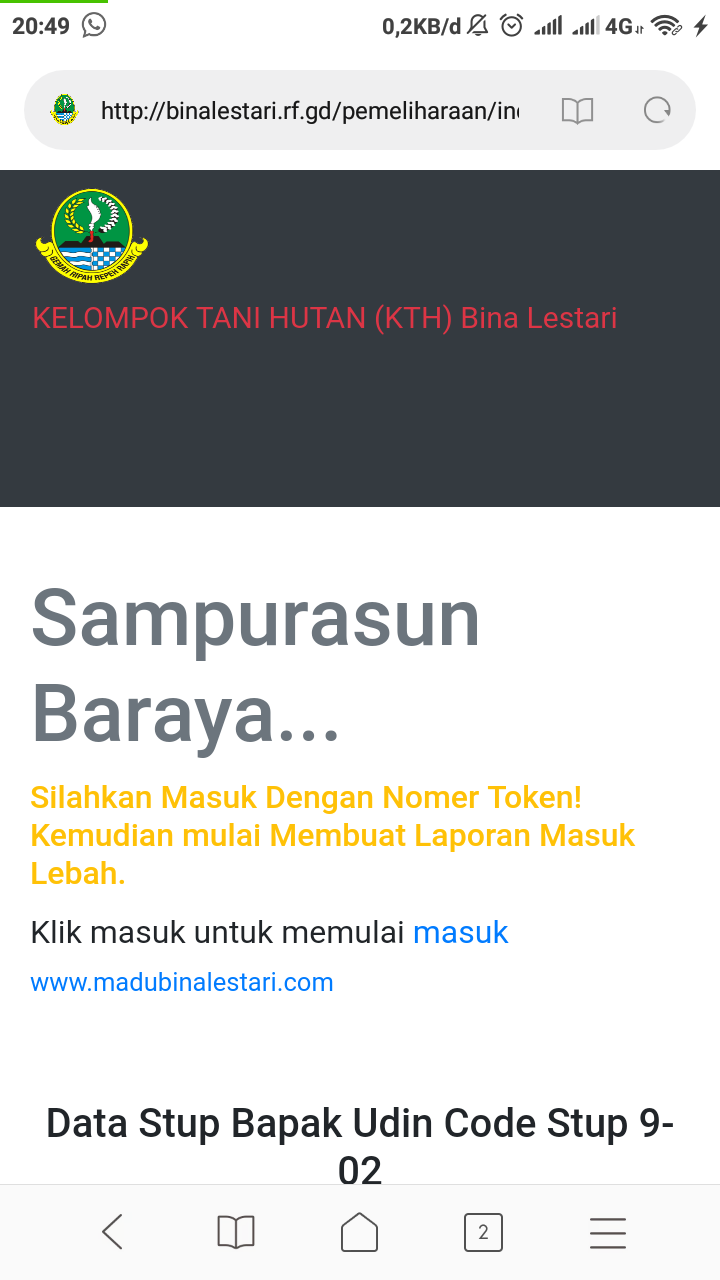 20:49
0,2KB/d
4G
http://binalestari.rf.gd/pemeliharaan/in
GEMAH RIPAH REPEH RAPIH
KELOMPOK TANI HUTAN (KTH) Bina Lestari
Sampurasun
Baraya...
Silahkan Masuk Dengan Nomer Token!
Kemudian mulai Membuat Laporan Masuk
Lebah.
Klik masuk untuk memulai masuk
www.madubinalestari.com
Data Stup Bapak Udin Code Stup 9-
02
2